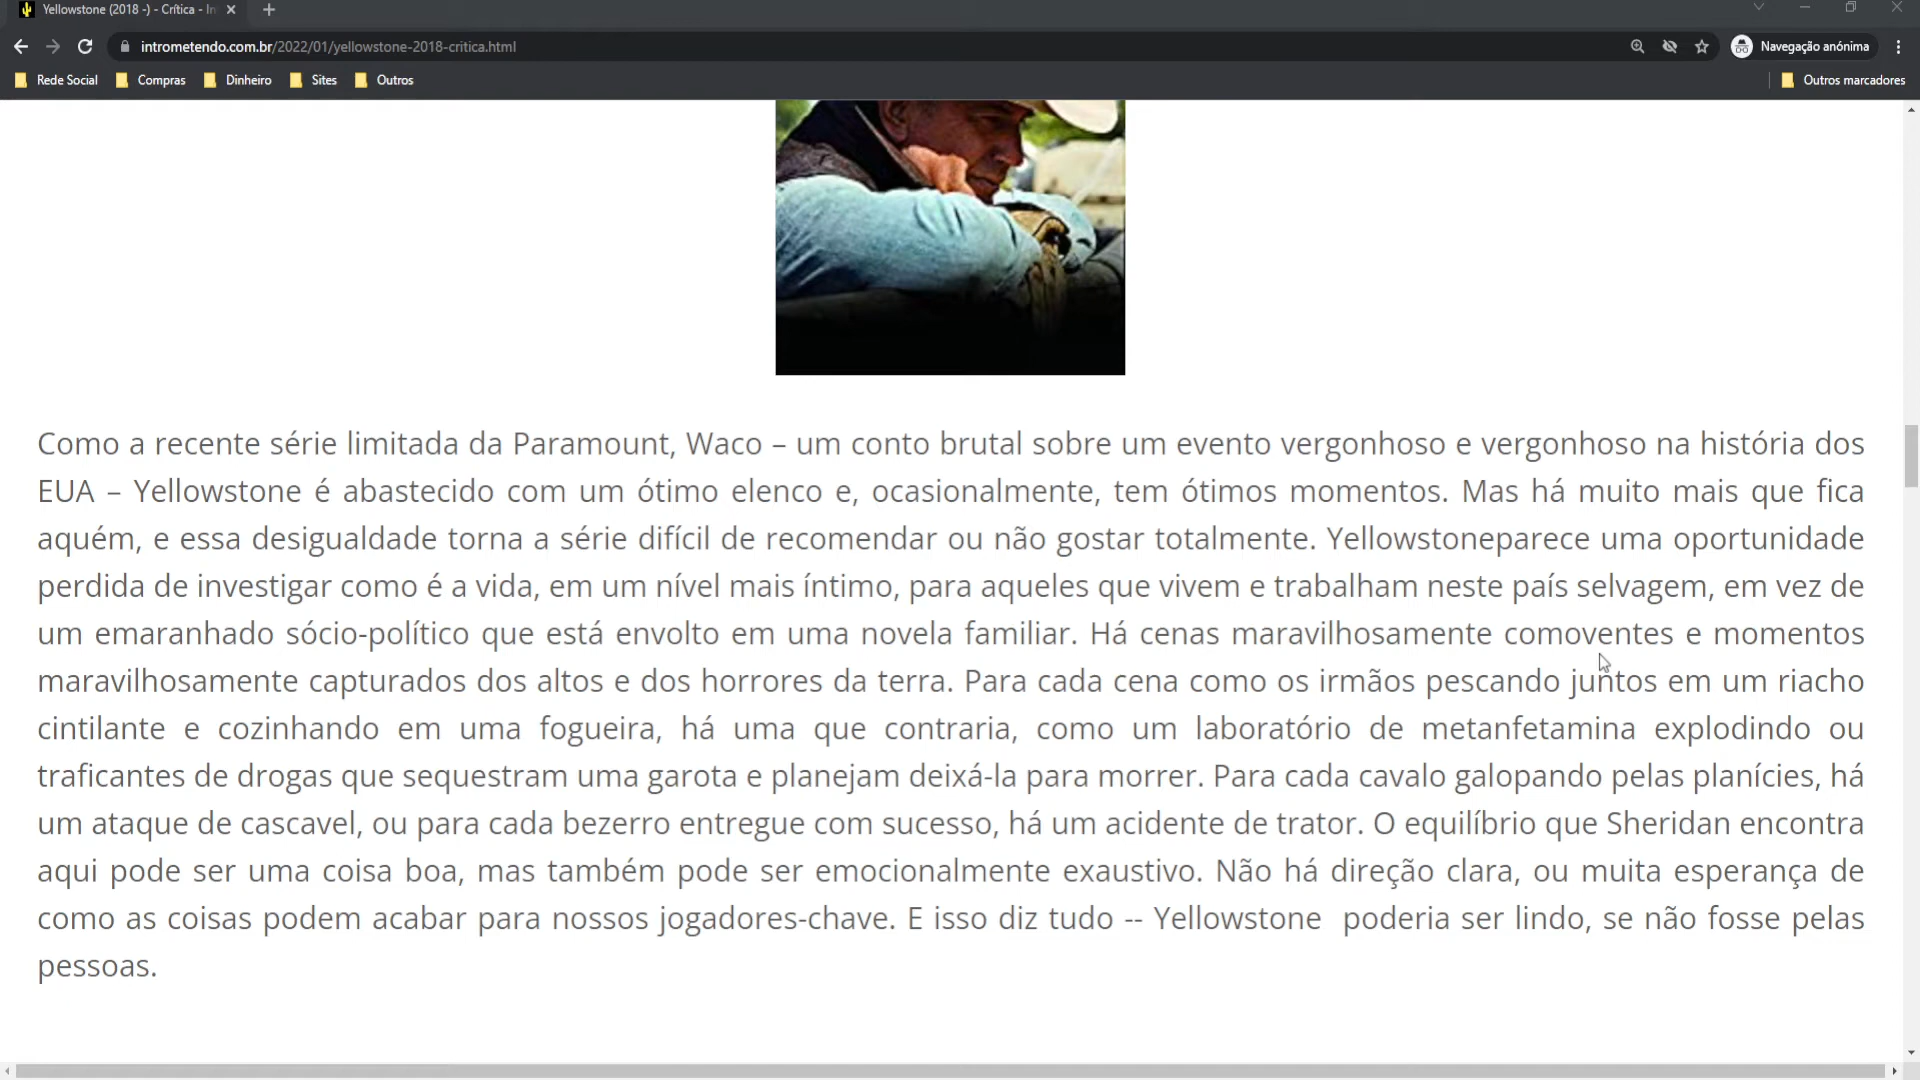 Yellowstone (2018 -) - Crítica - In
intrometendo.com.br/2022/01/yellowstone-2018-critica.html
Navegação anónima
Rede Social
Compras
Dinheiro
Sites
Outros
Outros marcadores
Como a recente série limitada da Paramount, Waco – um conto brutal sobre um evento vergonhoso e vergonhoso na história dos
EUA – Yellowstone é abastecido com um ótimo elenco e, ocasionalmente, tem ótimos momentos. Mas há muito mais que fica
aquém, e essa desigualdade torna a série difícil de recomendar ou não gostar totalmente. Yellowstoneparece uma oportunidade
perdida de investigar como é a vida, em um nível mais íntimo, para aqueles que vivem e trabalham neste país selvagem, em vez de
um emaranhado sócio-político que está envolto em uma novela familiar. Há cenas maravilhosamente comoventes e momentos
maravilhosamente capturados dos altos e dos horrores da terra. Para cada cena como os irmãos pescando juntos em um riacho
cintilante e cozinhando em uma fogueira, há uma que contraria, como um laboratório de metanfetamina explodindo ou
traficantes de drogas que sequestram uma garota e planejam deixá-la para morrer. Para cada cavalo galopando pelas planícies, há
um ataque de cascavel, ou para cada bezerro entregue com sucesso, há um acidente de trator. O equilíbrio que Sheridan encontra
aqui pode ser uma coisa boa, mas também pode ser emocionalmente exaustivo. Não há direção clara, ou muita esperança de
como as coisas podem acabar para nossos jogadores-chave. E isso diz tudo -- Yellowstone  poderia ser lindo, se não fosse pelas
pessoas.